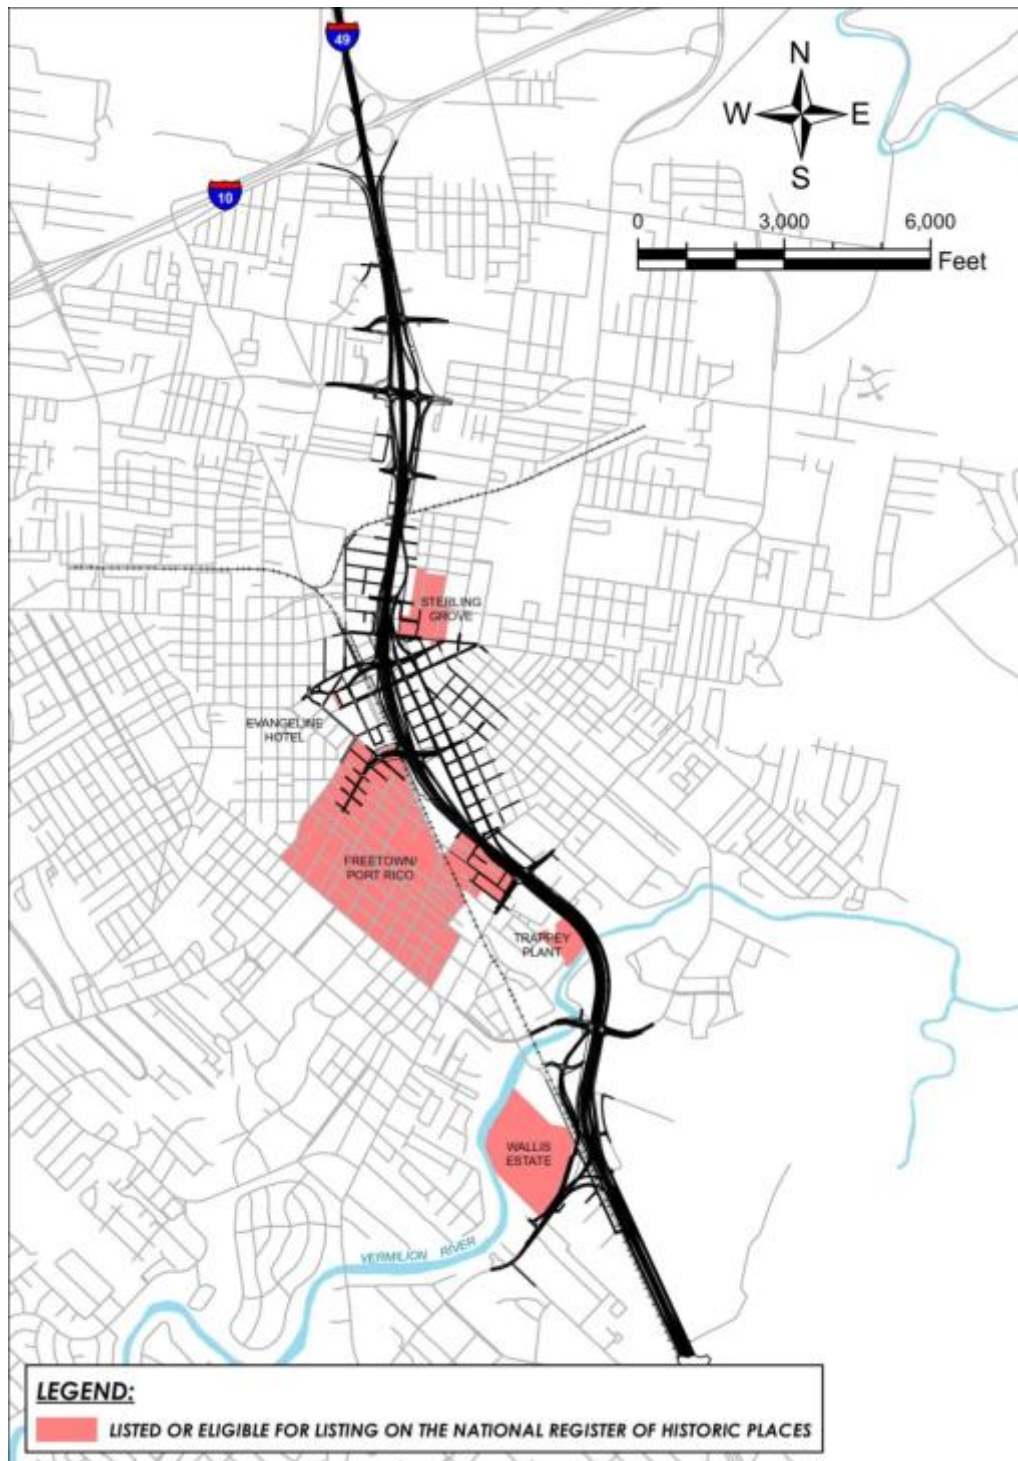 49
N
W E
S
10
0 3,000 6,000
Feet
STERLING
GROVE
EVANGELINE
HOTEL
FREETOWN/
PORT RICO
TRAPPEY
PLANT
WALLIS
ESTATE
VERMILION RIVER
LEGEND:
LISTED OR ELIGIBLE FOR LISTING ON THE NATIONAL REGISTER OF HISTORIC PLACES